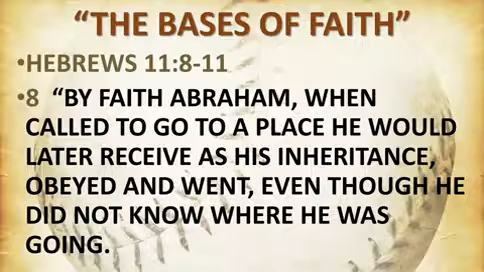 “THE BASES OF FAITH”
•HEBREWS 11:8-11
•8 “BY FAITH ABRAHAM, WHEN
CALLED TO GO TO A PLACE HE WOULD
LATER RECEIVE AS HIS INHERITANCE,
OBEYED AND WENT, EVEN THOUGH HE
DID NOT KNOW WHERE HE WAS
GOING.